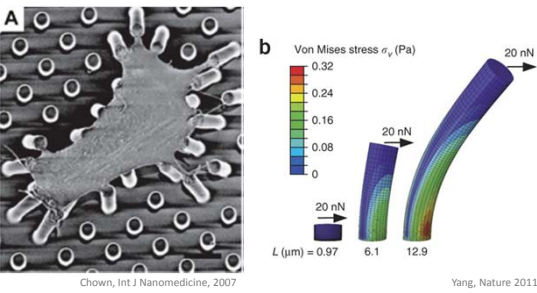 A
b
Von Mises stress σᵥ (Pa)
0.32
0.24
0.16
0.08
0
20 nN
20 nN
20 nN
L (μm) = 0.97 6.1 12.9
Chown, Int J Nanomedicine, 2007
Yang, Nature 2011